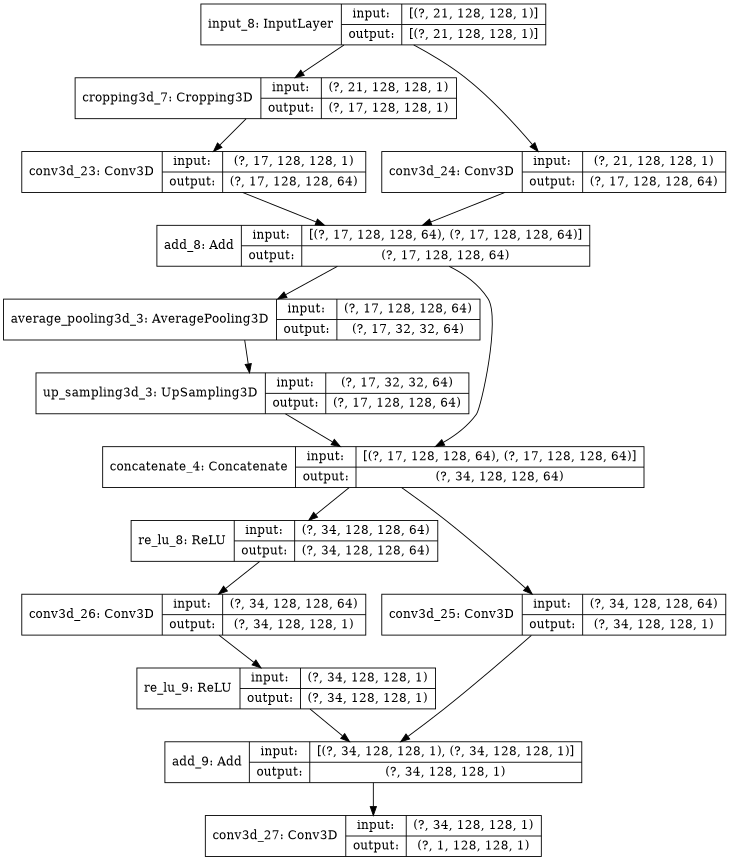 input_8: InputLayer
input: [(?, 21, 128, 128, 1)]
output: [(?, 21, 128, 128, 1)]
cropping3d_7: Cropping3D
input: (?, 21, 128, 128, 1)
output: (?, 17, 128, 128, 1)
conv3d_23: Conv3D
input: (?, 17, 128, 128, 1)
output: (?, 17, 128, 128, 64)
conv3d_24: Conv3D
input: (?, 21, 128, 128, 1)
output: (?, 17, 128, 128, 64)
add_8: Add
input: [(?, 17, 128, 128, 64), (?, 17, 128, 128, 64)]
output: (?, 17, 128, 128, 64)
average_pooling3d_3: AveragePooling3D
input: (?, 17, 128, 128, 64)
output: (?, 17, 32, 32, 64)
up_sampling3d_3: UpSampling3D
input: (?, 17, 32, 32, 64)
output: (?, 17, 128, 128, 64)
concatenate_4: Concatenate
input: [(?, 17, 128, 128, 64), (?, 17, 128, 128, 64)]
output: (?, 34, 128, 128, 64)
re_lu_8: ReLU
input: (?, 34, 128, 128, 64)
output: (?, 34, 128, 128, 64)
conv3d_26: Conv3D
input: (?, 34, 128, 128, 64)
output: (?, 34, 128, 128, 1)
conv3d_25: Conv3D
input: (?, 34, 128, 128, 64)
output: (?, 34, 128, 128, 1)
re_lu_9: ReLU
input: (?, 34, 128, 128, 1)
output: (?, 34, 128, 128, 1)
add_9: Add
input: [(?, 34, 128, 128, 1), (?, 34, 128, 128, 1)]
output: (?, 34, 128, 128, 1)
conv3d_27: Conv3D
input: (?, 34, 128, 128, 1)
output: (?, 1, 128, 128, 1)